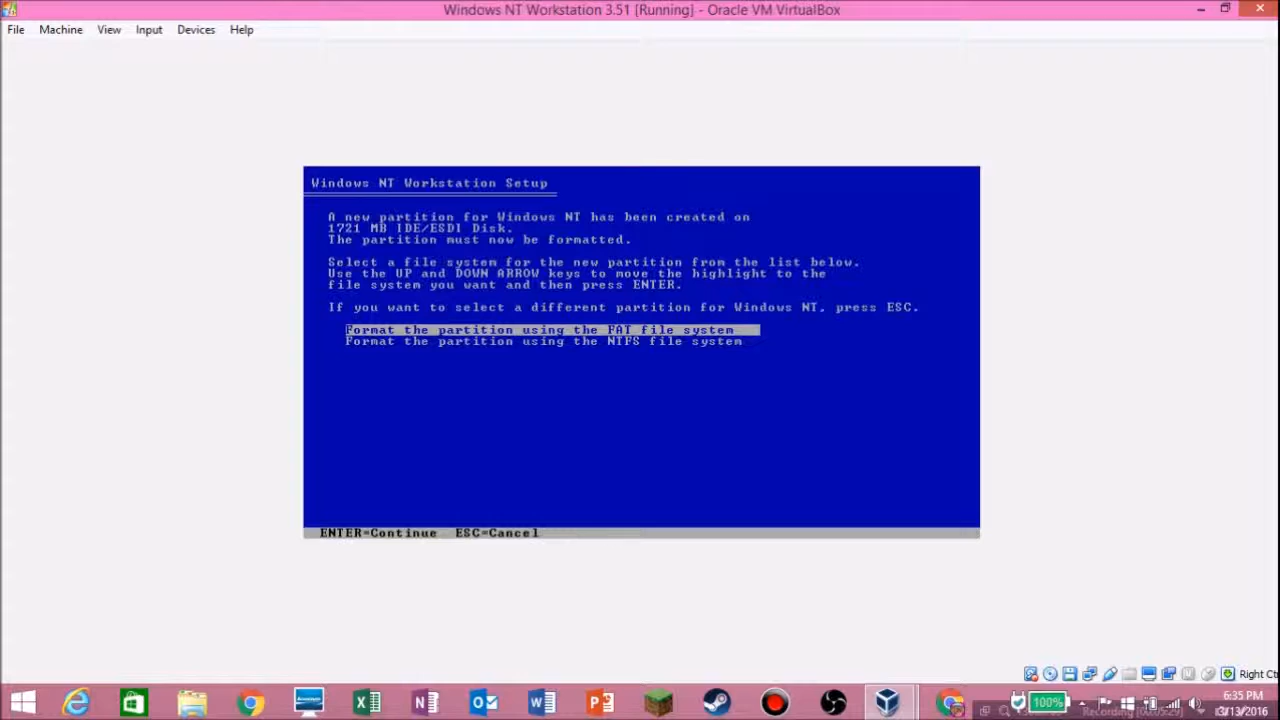 Windows NT Workstation 3.51 [Running] - Oracle VM VirtualBox
File Machine View Input Devices Help
Windows NT Workstation Setup
A new partition for Windows NT has been created on
1721 MB IDE/ESDI Disk.
The partition must now be formatted.
Select a file system for the new partition from the list below.
Use the UP and DOWN ARROW keys to move the highlight to the
file system you want and then press ENTER.
If you want to select a different partition for Windows NT, press ESC.
Format the partition using the FAT file system
Format the partition using the NTFS file system
ENTER=Continue ESC=Cancel
Right Ct
100%
6:35 PM
3/13/2016